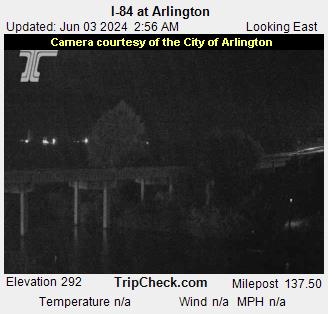 I-84 at Arlington
Updated: Jun 03 2024 2:56 AM Looking East
Camera courtesy of the City of Arlington
Elevation 292 TripCheck.com Milepost 137.50
Temperature n/a Wind n/a MPH n/a